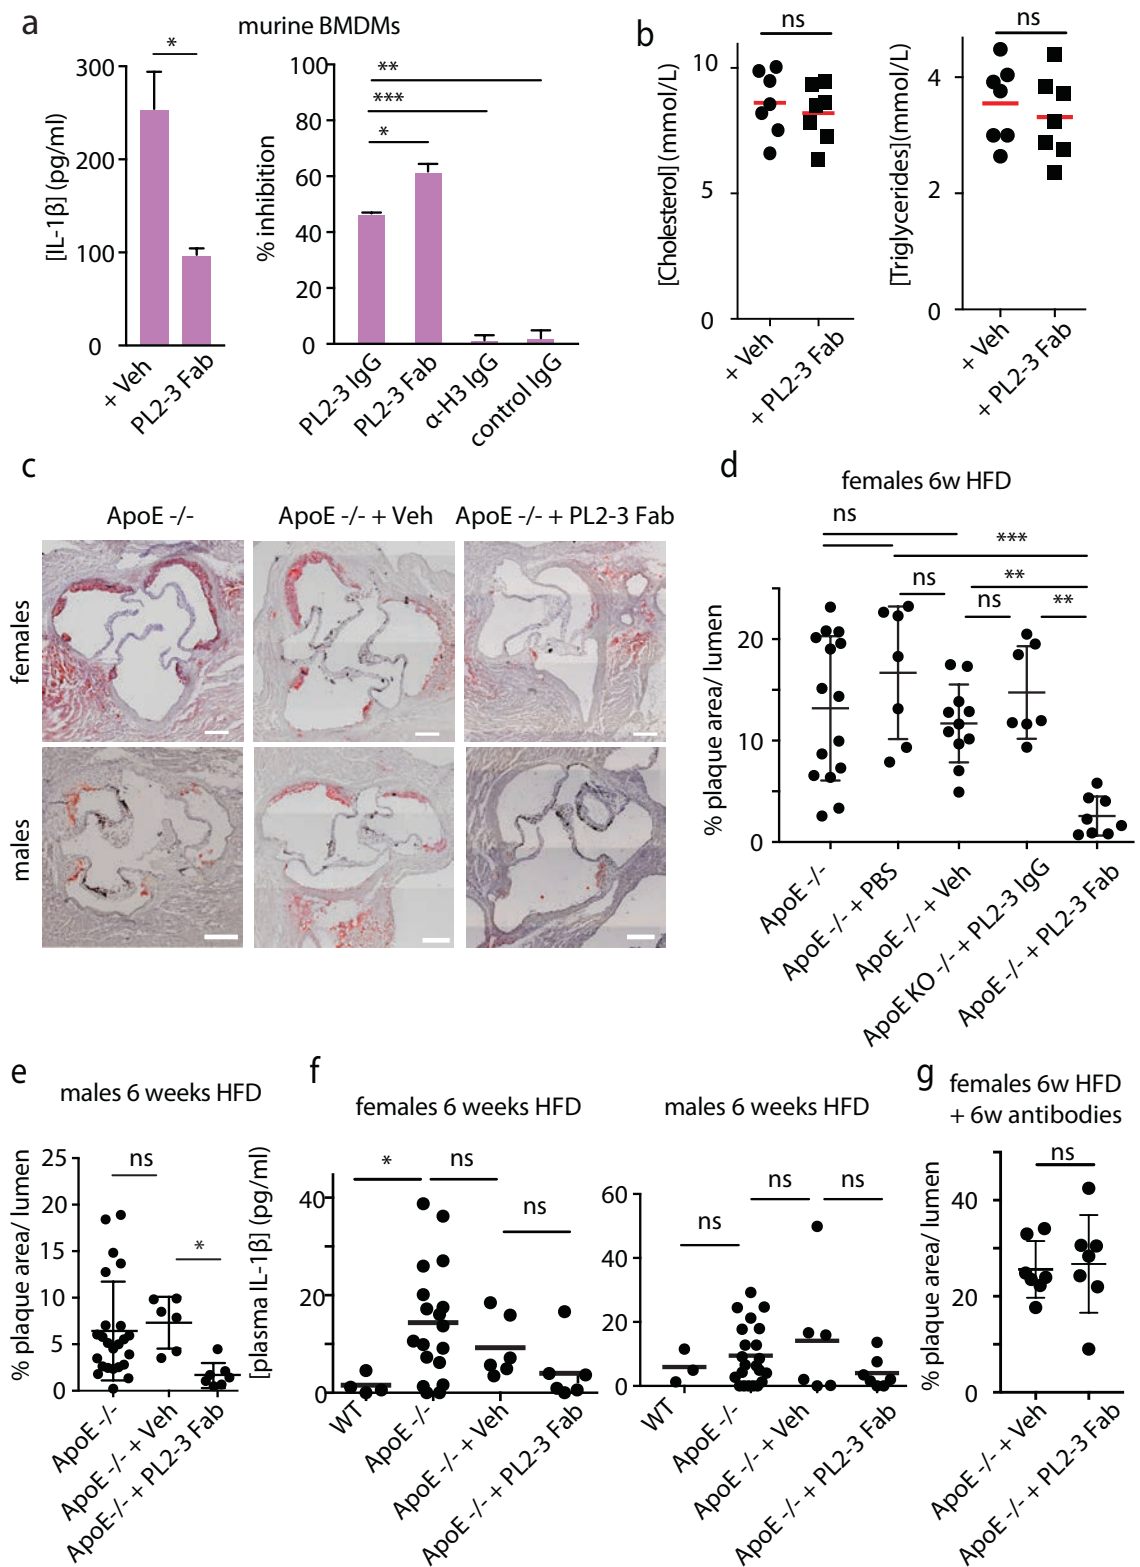 a
murine BMDMs
[IL-1β] (pg/ml)
300
200
100
0
*
+ Veh
PL2-3 Fab
% inhibition
100
80
60
40
20
0
**
***
*
PL2-3 IgG
PL2-3 Fab
α-H3 IgG
control IgG
b
[Cholesterol] (mmol/L)
10
5
0
ns
+ Veh
+ PL2-3 Fab
[Triglycerides](mmol/L)
4
2
0
ns
+ Veh
+ PL2-3 Fab
c
ApoE -/-
ApoE -/- + Veh
ApoE -/- + PL2-3 Fab
females
males
d
females 6w HFD
% plaque area/ lumen
20
10
0
ns
***
ns
**
ns
**
ApoE -/-
ApoE -/- + PBS
ApoE -/- + Veh
ApoE KO -/- + PL2-3 IgG
ApoE -/- + PL2-3 Fab
e
males 6 weeks HFD
% plaque area/ lumen
25
20
15
10
5
0
ns
*
ApoE -/-
ApoE -/- + Veh
ApoE-/- + PL2-3 Fab
f
females 6 weeks HFD
[plasma IL-1β] (pg/ml)
40
20
0
*
ns
ns
WT
ApoE -/-
ApoE -/- + Veh
ApoE -/- + PL2-3 Fab
males 6 weeks HFD
60
40
20
0
ns
ns
ns
WT
ApoE -/-
ApoE -/- + Veh
ApoE -/- + PL2-3 Fab
g
females 6w HFD
+ 6w antibodies
% plaque area/ lumen
40
20
0
ns
ApoE -/- + Veh
ApoE -/- + PL2-3 Fab